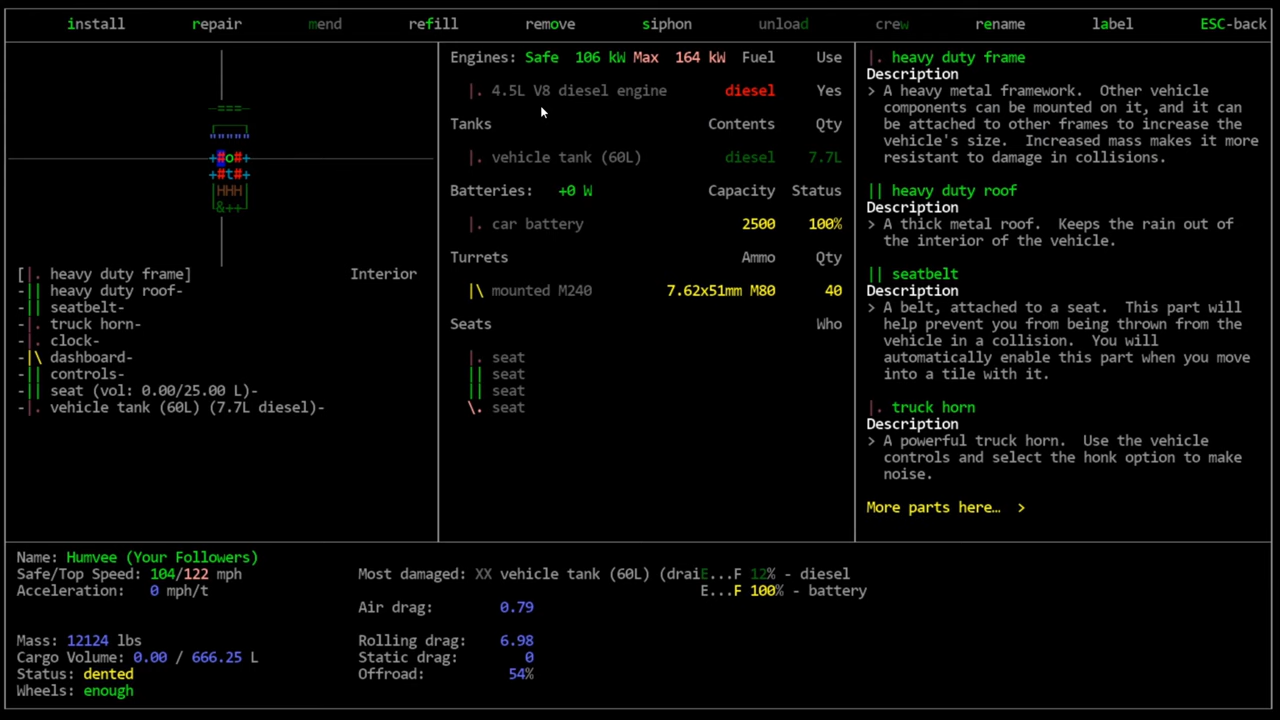 install repair mend refill remove siphon unload crew rename label ESC-back
Engines: Safe 106 kW Max 164 kW Fuel Use
|. 4.5L V8 diesel engine diesel Yes
Tanks Contents Qty
|. vehicle tank (60L) diesel 7.7L
Batteries: +0 W Capacity Status
|. car battery 2500 100%
Turrets Ammo Qty
|\ mounted M240 7.62x51mm M80 40
Seats Who
|. seat
|| seat
|| seat
\. seat
-===-
"""""
+#o#+
+#t#+
|HHH|
|&++|
[|. heavy duty frame] Interior
-|| heavy duty roof-
-|| seatbelt-
-|. truck horn-
-|. clock-
-|\ dashboard-
-|| controls-
-|| seat (vol: 0.00/25.00 L)-
-|. vehicle tank (60L) (7.7L diesel)-
|. heavy duty frame
Description
> A heavy metal framework. Other vehicle
components can be mounted on it, and it can
be attached to other frames to increase the
vehicle's size. Increased mass makes it more
resistant to damage in collisions.
|| heavy duty roof
Description
> A thick metal roof. Keeps the rain out of
the interior of the vehicle.
|| seatbelt
Description
> A belt, attached to a seat. This part will
help prevent you from being thrown from the
vehicle in a collision. You will
automatically enable this part when you move
into a tile with it.
|. truck horn
Description
> A powerful truck horn. Use the vehicle
controls and select the honk option to make
noise.
More parts here… >
Name: Humvee (Your Followers)
Safe/Top Speed: 104/122 mph
Acceleration: 0 mph/t
Mass: 12124 lbs
Cargo Volume: 0.00 / 666.25 L
Status: dented
Wheels: enough
Most damaged: XX vehicle tank (60L) (drai
Air drag: 0.79
Rolling drag: 6.98
Static drag: 0
Offroad: 54%
E...F 12% - diesel
E...F 100% - battery